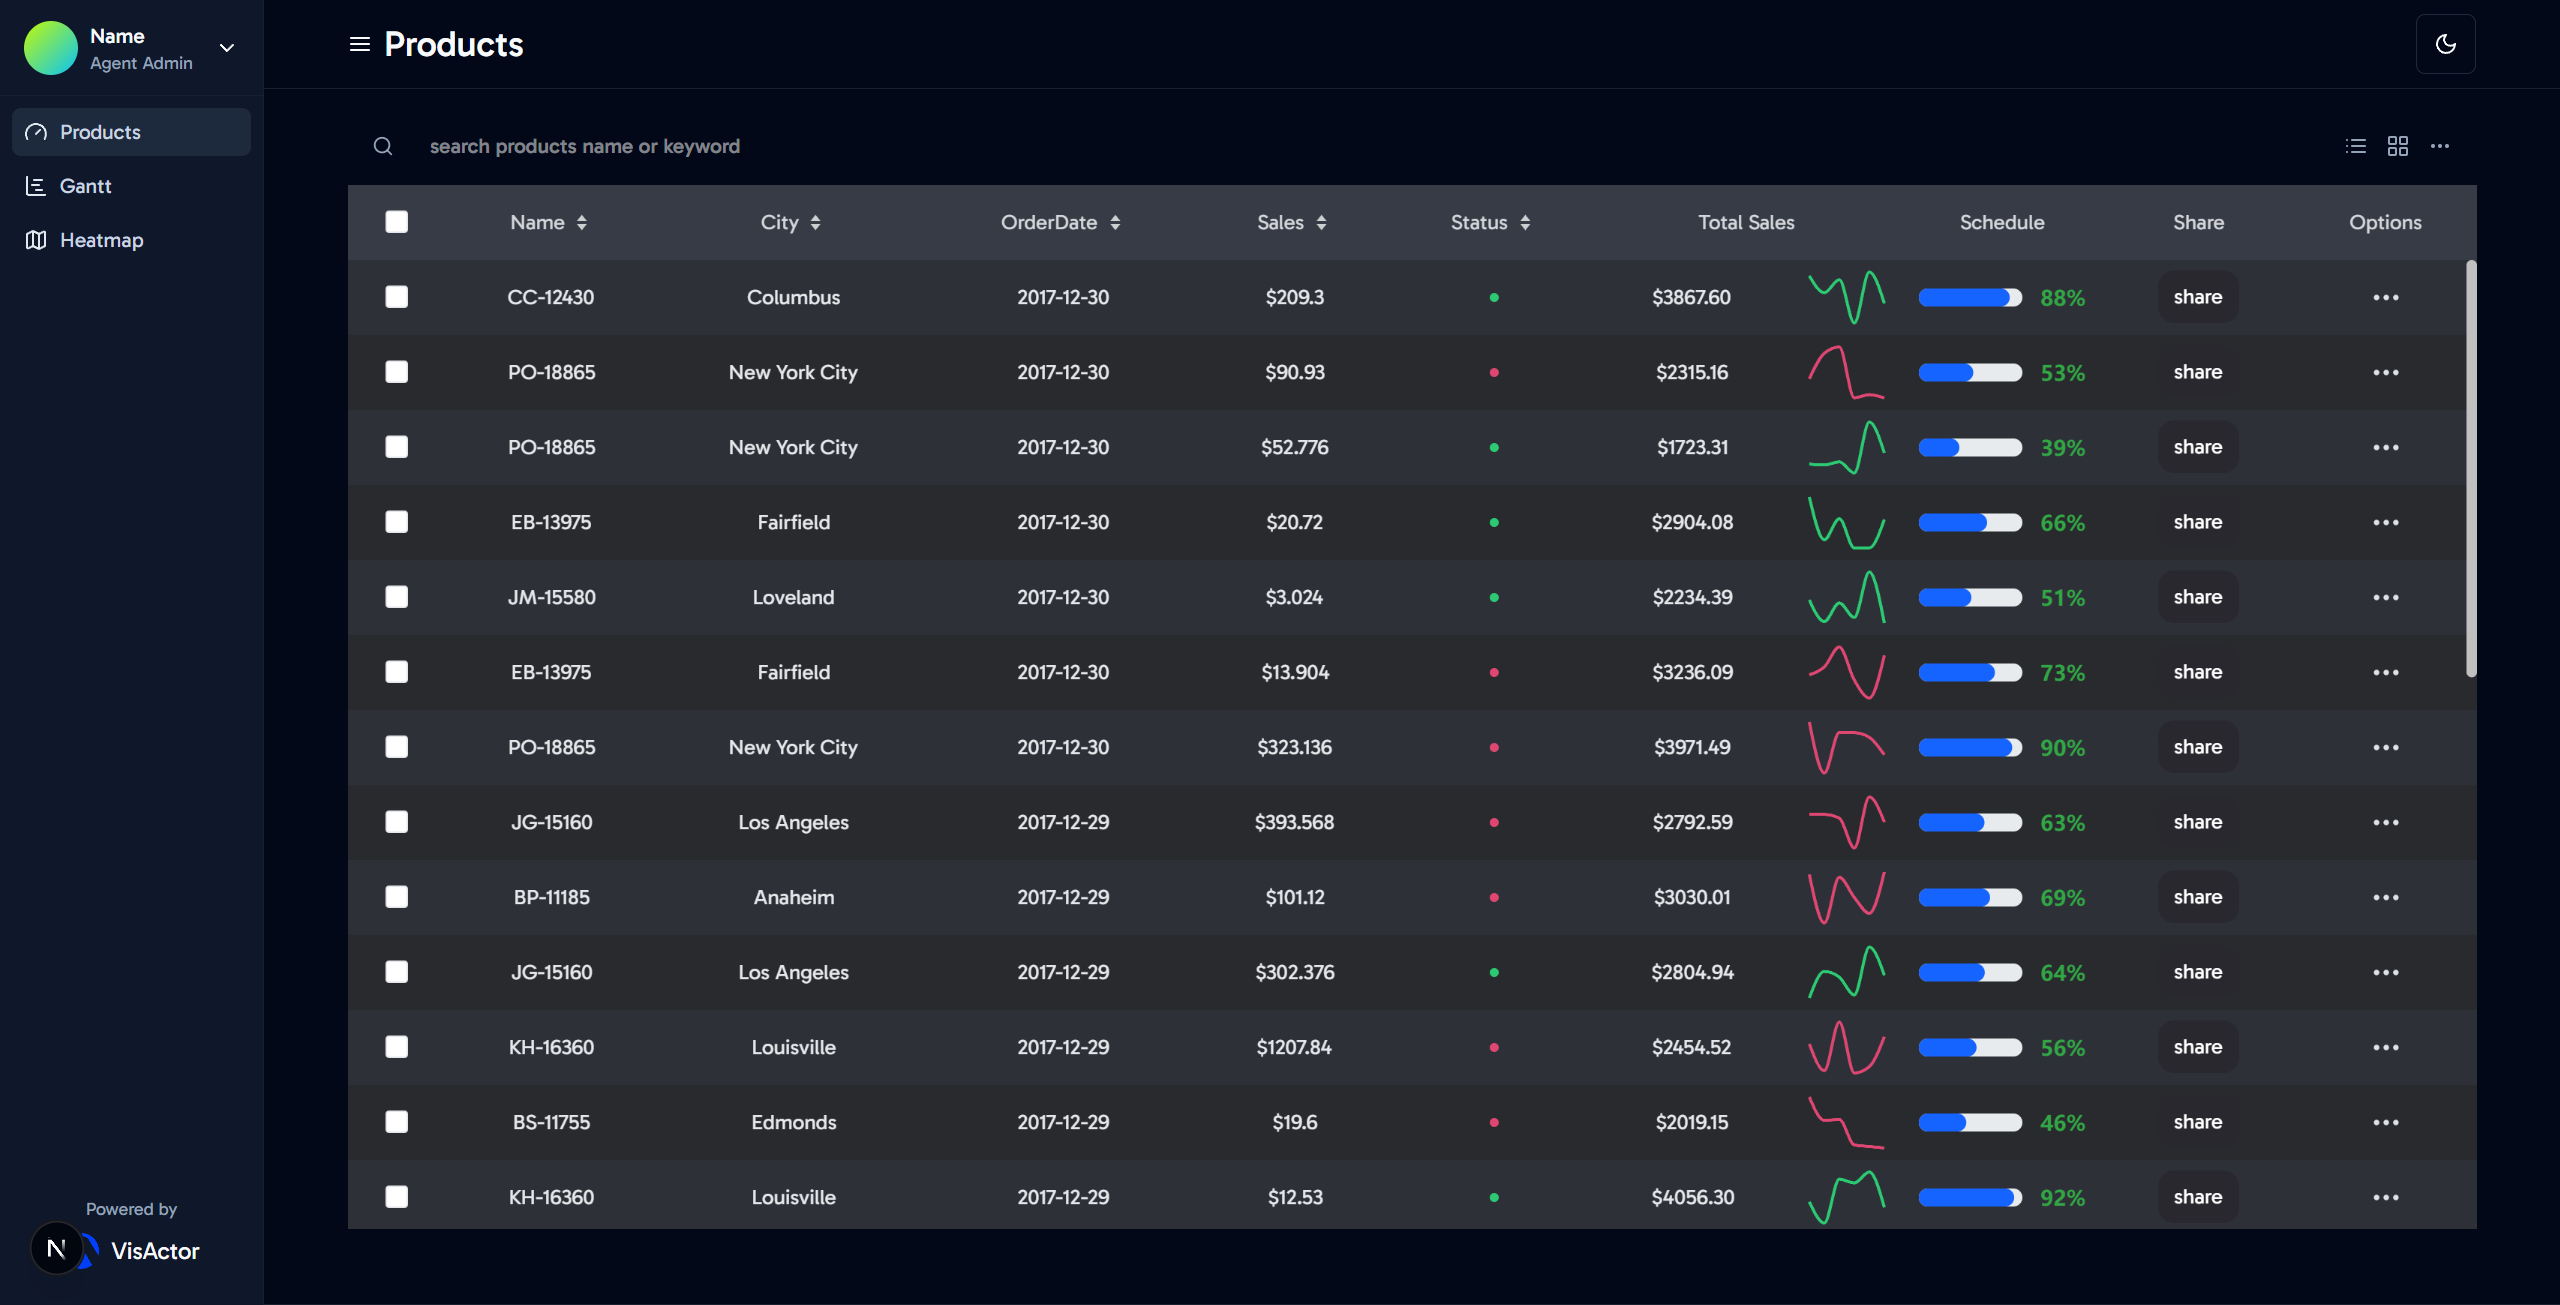 Name
Agent Admin
Products
Gantt
Heatmap
Powered by
N VisActor
Products
search products name or keyword
Name City OrderDate Sales Status Total Sales Schedule Share Options
CC-12430 Columbus 2017-12-30 $209.3 $3867.60 88% share
PO-18865 New York City 2017-12-30 $90.93 $2315.16 53% share
PO-18865 New York City 2017-12-30 $52.776 $1723.31 39% share
EB-13975 Fairfield 2017-12-30 $20.72 $2904.08 66% share
JM-15580 Loveland 2017-12-30 $3.024 $2234.39 51% share
EB-13975 Fairfield 2017-12-30 $13.904 $3236.09 73% share
PO-18865 New York City 2017-12-30 $323.136 $3971.49 90% share
JG-15160 Los Angeles 2017-12-29 $393.568 $2792.59 63% share
BP-11185 Anaheim 2017-12-29 $101.12 $3030.01 69% share
JG-15160 Los Angeles 2017-12-29 $302.376 $2804.94 64% share
KH-16360 Louisville 2017-12-29 $1207.84 $2454.52 56% share
BS-11755 Edmonds 2017-12-29 $19.6 $2019.15 46% share
KH-16360 Louisville 2017-12-29 $12.53 $4056.30 92% share